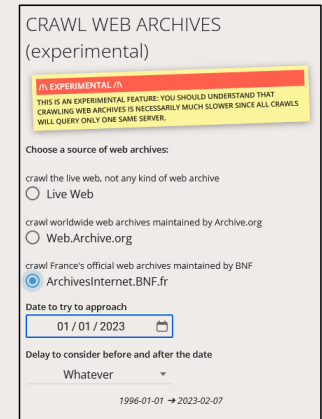 CRAWL WEB ARCHIVES
(experimental)
/!\ EXPERIMENTAL /!\
THIS IS AN EXPERIMENTAL FEATURE: YOU SHOULD UNDERSTAND THAT
CRAWLING WEB ARCHIVES IS NECESSARILY MUCH SLOWER SINCE ALL CRAWLS
WILL QUERY ONLY ONE SAME SERVER.
Choose a source of web archives:
crawl the live web, not any kind of web archive
Live Web
crawl worldwide web archives maintained by Archive.org
Web.Archive.org
crawl France's official web archives maintained by BNF
ArchivesInternet.BNF.fr
Date to try to approach
01/01/2023
Delay to consider before and after the date
Whatever
1996-01-01 → 2023-02-07